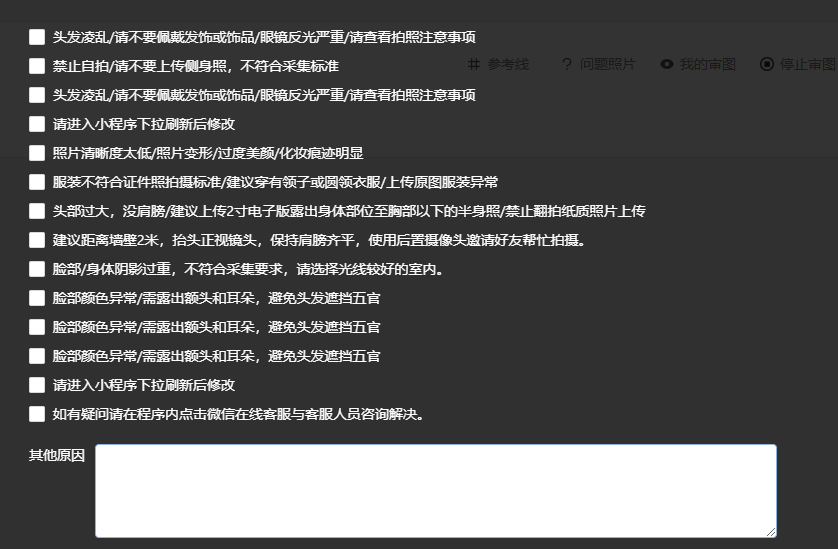 头发凌乱/请不要佩戴发饰或饰品/眼镜反光严重/请查看拍照注意事项
禁止自拍/请不要上传侧身照，不符合采集标准
参考线 问题照片 我的审图 停止审图
头发凌乱/请不要佩戴发饰或饰品/眼镜反光严重/请查看拍照注意事项
请进入小程序下拉刷新后修改
照片清晰度太低/照片变形/过度美颜/化妆痕迹明显
服装不符合证件照拍摄标准/建议穿有领子或圆领衣服/上传原图服装异常
头部过大，没肩膀/建议上传2寸电子版露出身体部位至胸部以下的半身照/禁止翻拍纸质照片上传
建议距离墙壁2米，抬头正视镜头，保持肩膀齐平，使用后置摄像头邀请好友帮忙拍摄。
脸部/身体阴影过重，不符合采集要求，请选择光线较好的室内。
脸部颜色异常/需露出额头和耳朵，避免头发遮挡五官
脸部颜色异常/需露出额头和耳朵，避免头发遮挡五官
脸部颜色异常/需露出额头和耳朵，避免头发遮挡五官
请进入小程序下拉刷新后修改
如有疑问请在程序内点击微信在线客服与客服人员咨询解决。
其他原因